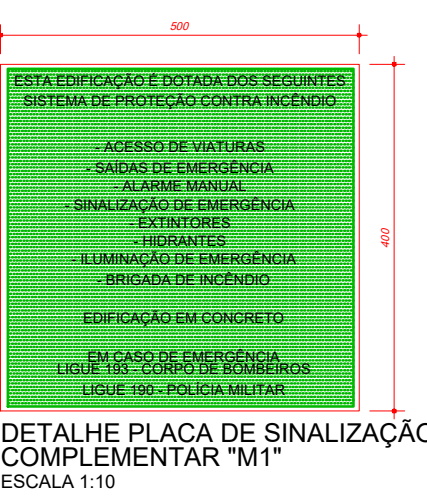 500
ESTA EDIFICAÇÃO É DOTADA DOS SEGUINTES
SISTEMA DE PROTEÇÃO CONTRA INCÊNDIO
- ACESSO DE VIATURAS
- SAÍDAS DE EMERGÊNCIA
- ALARME MANUAL
- SINALIZAÇÃO DE EMERGÊNCIA
- EXTINTORES
- HIDRANTES
- ILUMINAÇÃO DE EMERGÊNCIA
- BRIGADA DE INCÊNDIO
EDIFICAÇÃO EM CONCRETO
EM CASO DE EMERGÊNCIA
LIGUE 193 - CORPO DE BOMBEIROS
LIGUE 190 - POLÍCIA MILITAR
400
DETALHE PLACA DE SINALIZAÇÃO
COMPLEMENTAR "M1"
ESCALA 1:10